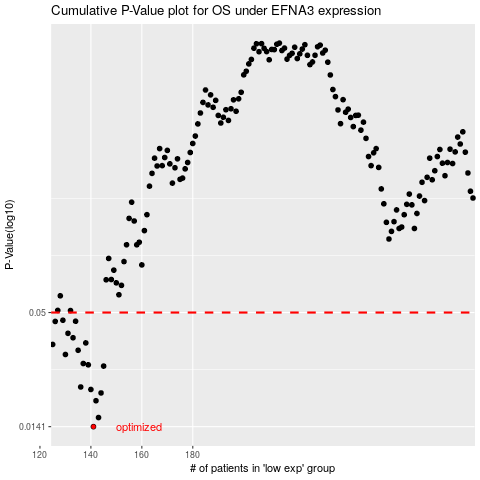 Cumulative P-Value plot for OS under EFNA3 expression
P-Value(log10)
0.05
0.0141
optimized
120 140 160 180
# of patients in 'low exp' group